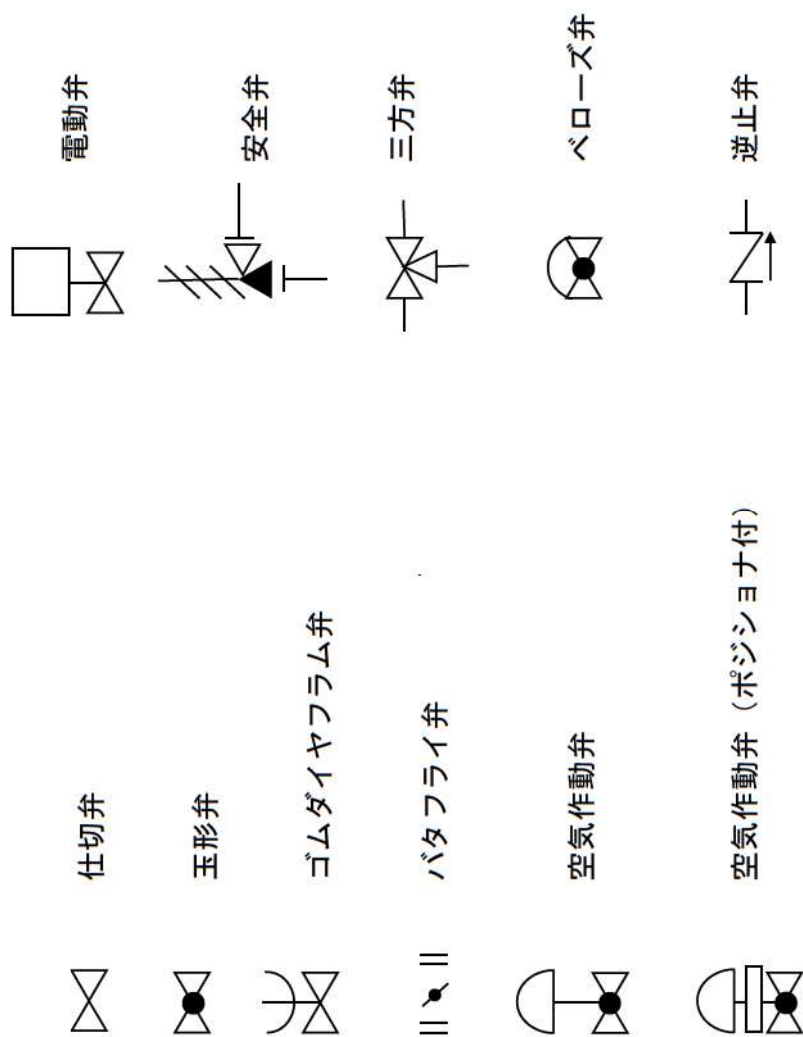 仕切弁
玉形弁
ゴムダイヤフラム弁
バタフライ弁
空気作動弁
空気作動弁（ポジショナ付）
電動弁
安全弁
三方弁
ベローズ弁
逆止弁